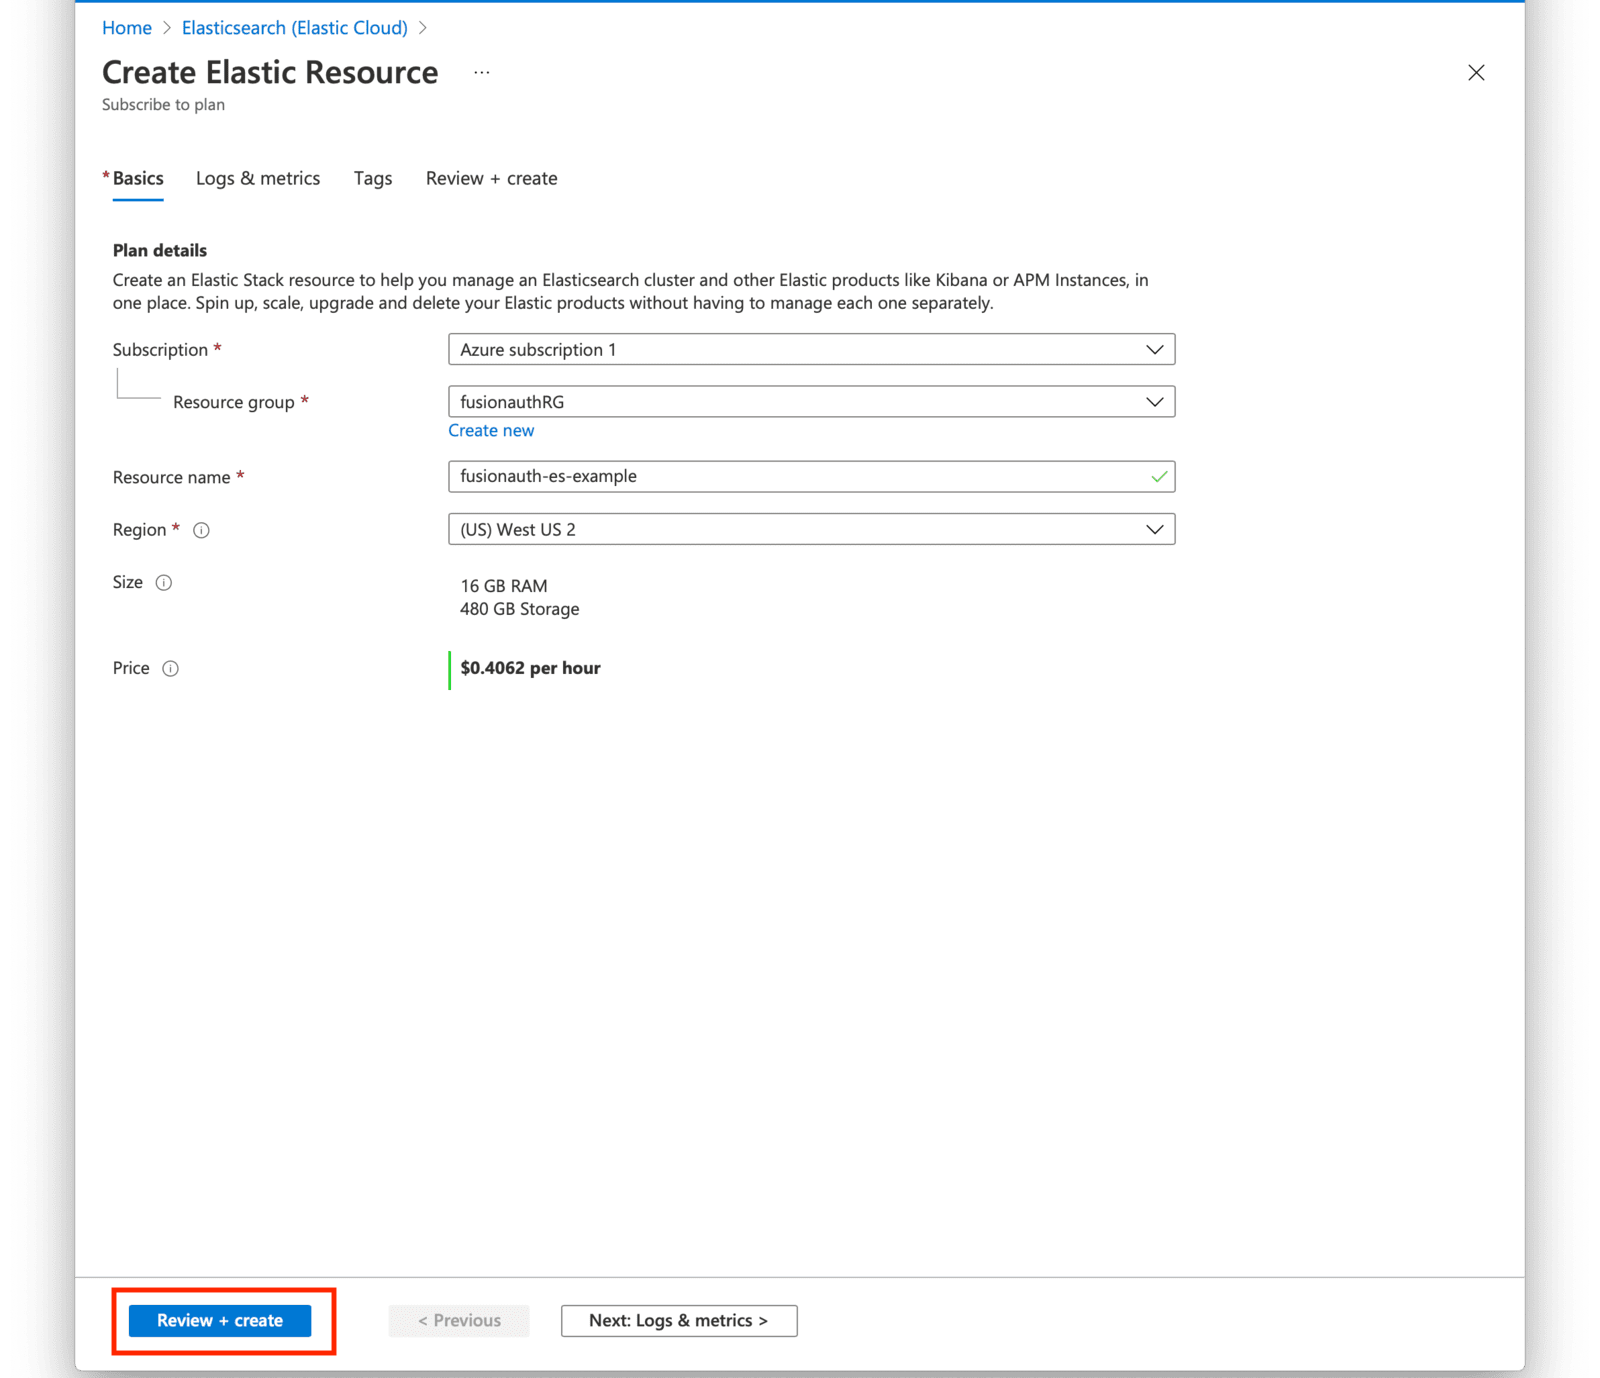 Home > Elasticsearch (Elastic Cloud) >
Create Elastic Resource ...
Subscribe to plan
* Basics Logs & metrics Tags Review + create
Plan details
Create an Elastic Stack resource to help you manage an Elasticsearch cluster and other Elastic products like Kibana or APM Instances, in
one place. Spin up, scale, upgrade and delete your Elastic products without having to manage each one separately.
Subscription * Azure subscription 1
Resource group * fusionauthRG
Create new
Resource name * fusionauth-es-example
Region * (US) West US 2
Size 16 GB RAM
480 GB Storage
Price $0.4062 per hour
Review + create < Previous Next: Logs & metrics >